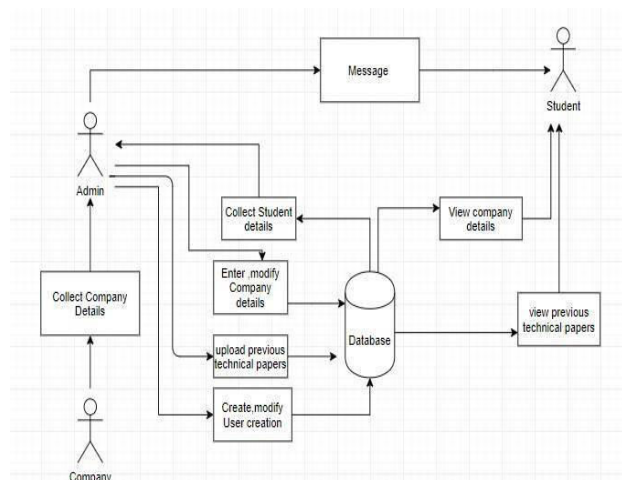 Message
Student
Admin
Collect Student
details
View company
details
Enter ,modify
Company
details
Collect Company
Details
Database
view previous
technical papers
upload previous
technical papers
Create,modify
User creation
Company